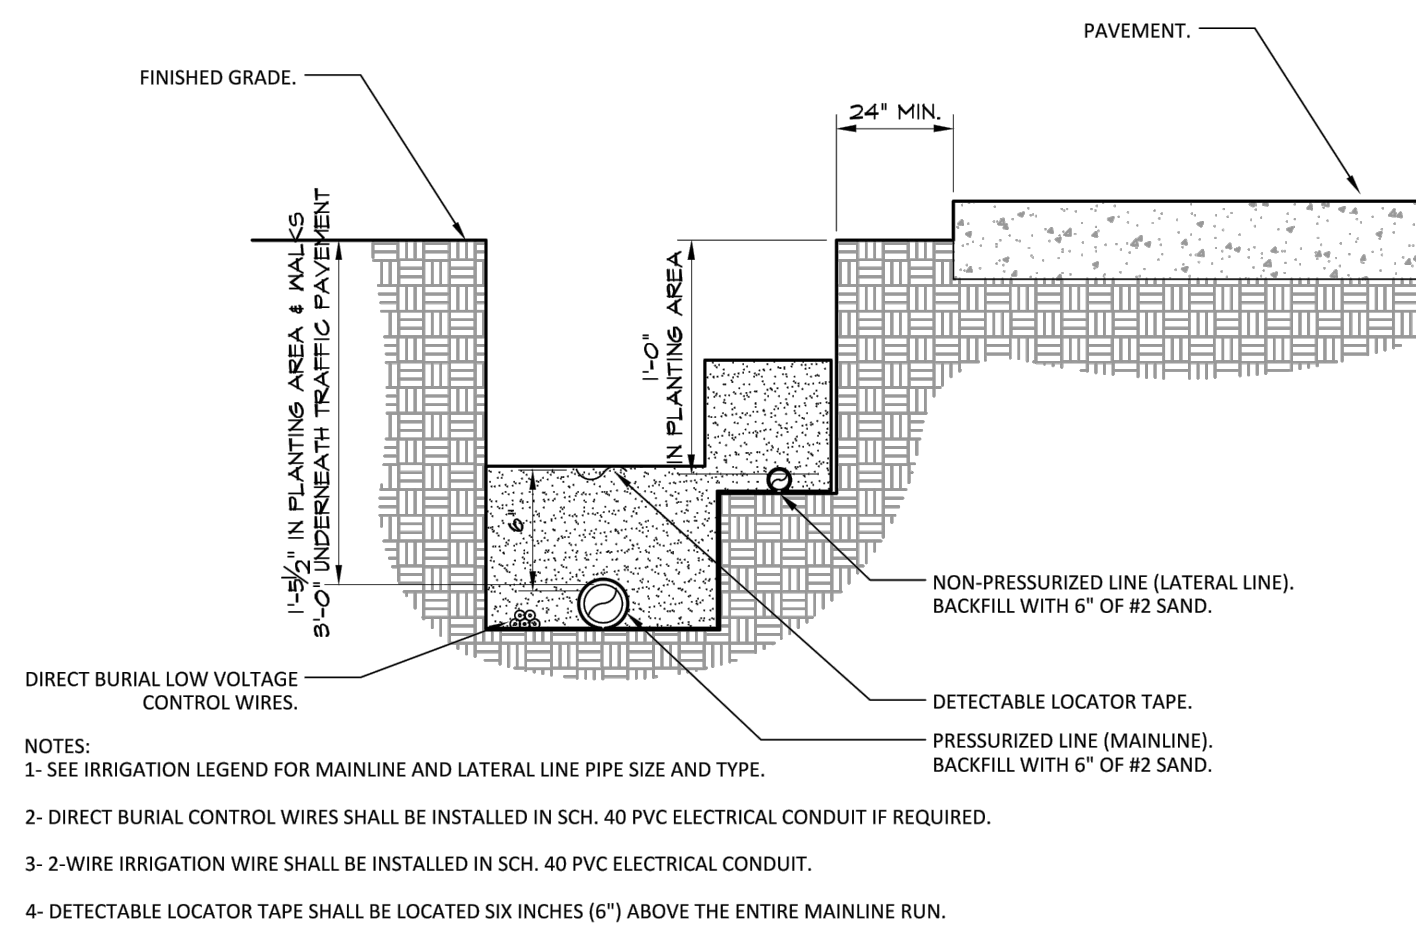 PAVEMENT.
FINISHED GRADE.
24" MIN.
1'-5 1/2" IN PLANTING AREA & WALKS
3'-0" UNDERNEATH TRAFFIC PAVEMENT
1'-0"
IN PLANTING AREA
6"
NON-PRESSURIZED LINE (LATERAL LINE).
BACKFILL WITH 6" OF #2 SAND.
DIRECT BURIAL LOW VOLTAGE
CONTROL WIRES.
DETECTABLE LOCATOR TAPE.
PRESSURIZED LINE (MAINLINE).
BACKFILL WITH 6" OF #2 SAND.
NOTES:
1- SEE IRRIGATION LEGEND FOR MAINLINE AND LATERAL LINE PIPE SIZE AND TYPE.
2- DIRECT BURIAL CONTROL WIRES SHALL BE INSTALLED IN SCH. 40 PVC ELECTRICAL CONDUIT IF REQUIRED.
3- 2-WIRE IRRIGATION WIRE SHALL BE INSTALLED IN SCH. 40 PVC ELECTRICAL CONDUIT.
4- DETECTABLE LOCATOR TAPE SHALL BE LOCATED SIX INCHES (6") ABOVE THE ENTIRE MAINLINE RUN.